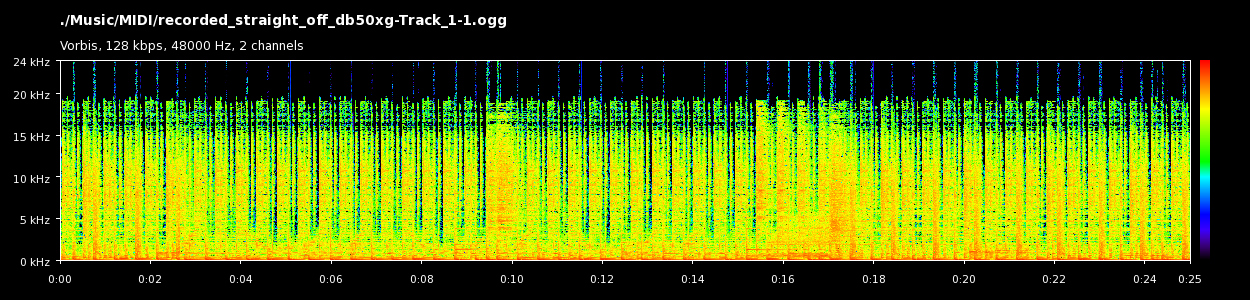 ./Music/MIDI/recorded_straight_off_db50xg-Track_1-1.ogg
Vorbis, 128 kbps, 48000 Hz, 2 channels
24 kHz
20 kHz
15 kHz
10 kHz
5 kHz
0 kHz
0:00 0:02 0:04 0:06 0:08 0:10 0:12 0:14 0:16 0:18 0:20 0:22 0:24 0:25